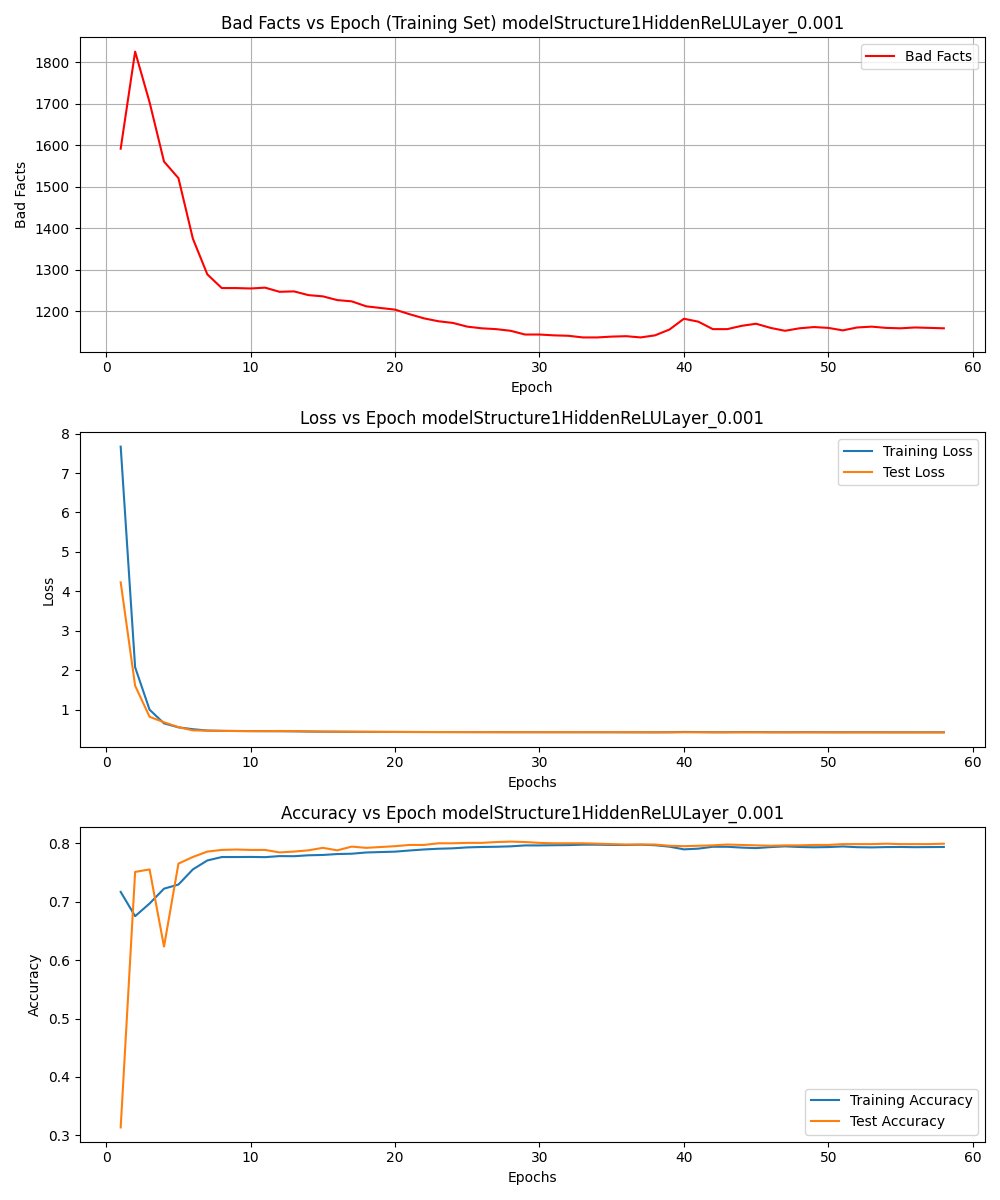 Bad Facts vs Epoch (Training Set) modelStructure1HiddenReLULayer_0.001
Bad Facts
1800
1700
1600
1500
1400
1300
1200
Bad Facts
0 10 20 30 40 50 60
Epoch
Loss vs Epoch modelStructure1HiddenReLULayer_0.001
Training Loss
Test Loss
8
7
6
5
4
3
2
1
Loss
0 10 20 30 40 50 60
Epochs
Accuracy vs Epoch modelStructure1HiddenReLULayer_0.001
0.8
0.7
0.6
0.5
0.4
0.3
Accuracy
Training Accuracy
Test Accuracy
0 10 20 30 40 50 60
Epochs